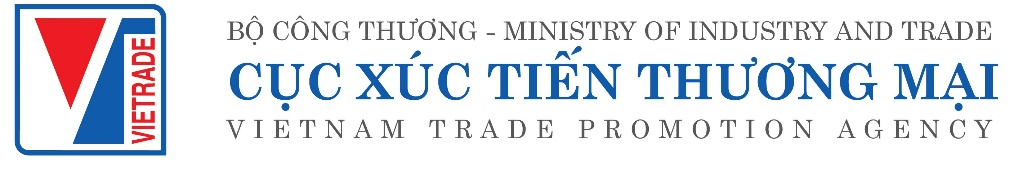 VIETRADE
BỘ CÔNG THƯƠNG - MINISTRY OF INDUSTRY AND TRADE
CỤC XÚC TIẾN THƯƠNG MẠI
VIETNAM TRADE PROMOTION AGENCY